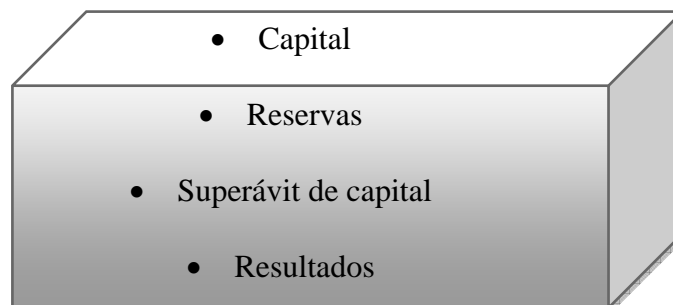 • Capital
• Reservas
• Superávit de capital
• Resultados